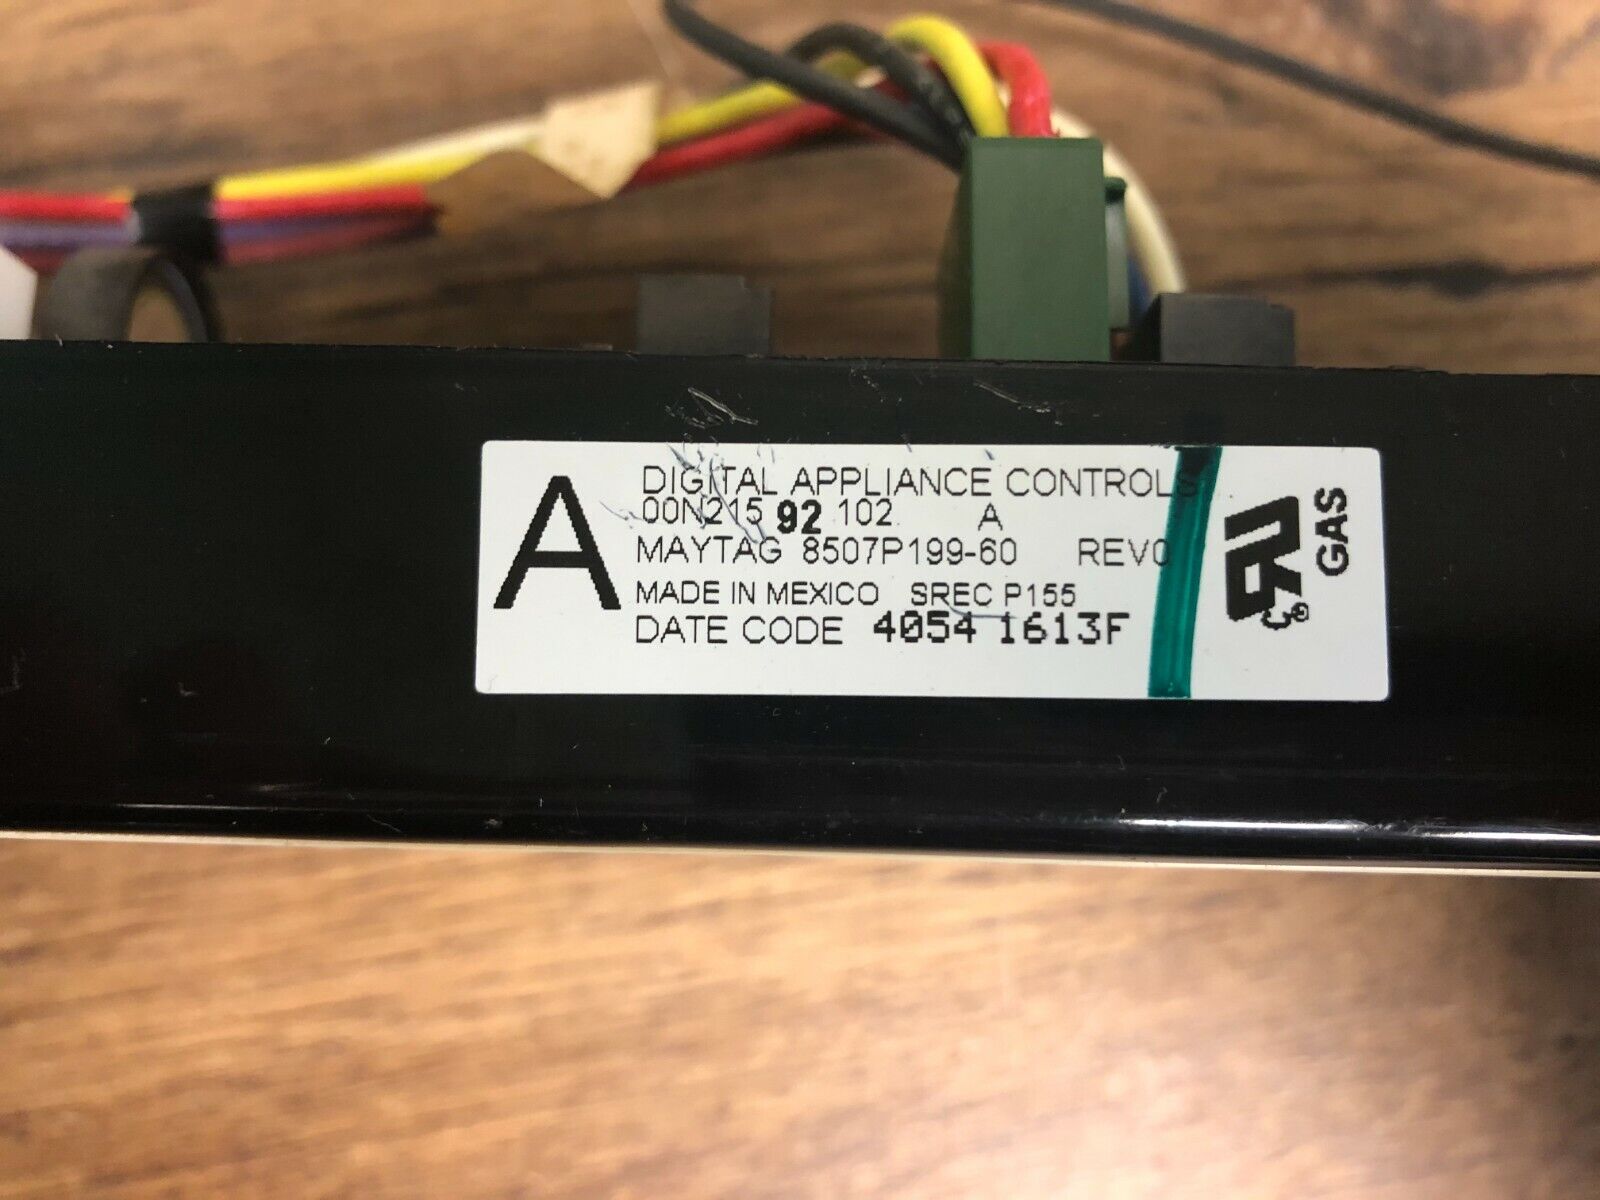 A
DIGITAL APPLIANCE CONTROLS
00N215 92 102 A
MAYTAG 8507P199-60 REV0
MADE IN MEXICO SREC P155
DATE CODE 4054 1613F
GAS